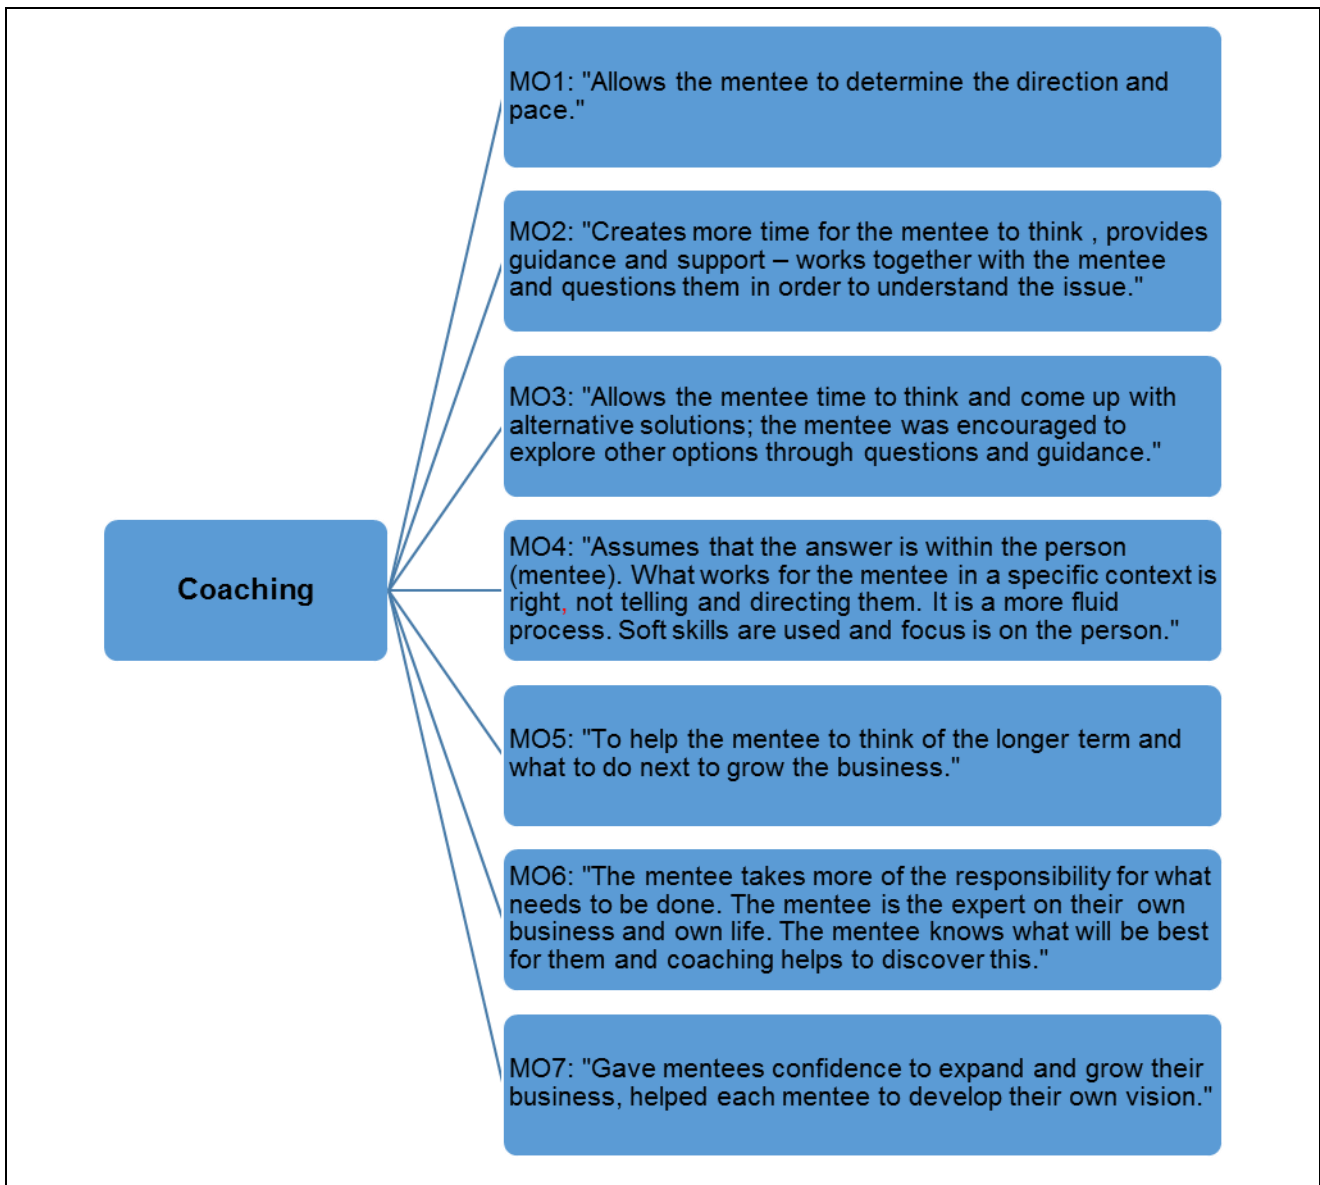 MO1: "Allows the mentee to determine the direction and
pace."
MO2: "Creates more time for the mentee to think , provides
guidance and support – works together with the mentee
and questions them in order to understand the issue."
MO3: "Allows the mentee time to think and come up with
alternative solutions; the mentee was encouraged to
explore other options through questions and guidance."
Coaching
MO4: "Assumes that the answer is within the person
(mentee). What works for the mentee in a specific context is
right, not telling and directing them. It is a more fluid
process. Soft skills are used and focus is on the person."
MO5: "To help the mentee to think of the longer term and
what to do next to grow the business."
MO6: "The mentee takes more of the responsibility for what
needs to be done. The mentee is the expert on their own
business and own life. The mentee knows what will be best
for them and coaching helps to discover this."
MO7: "Gave mentees confidence to expand and grow their
business, helped each mentee to develop their own vision."